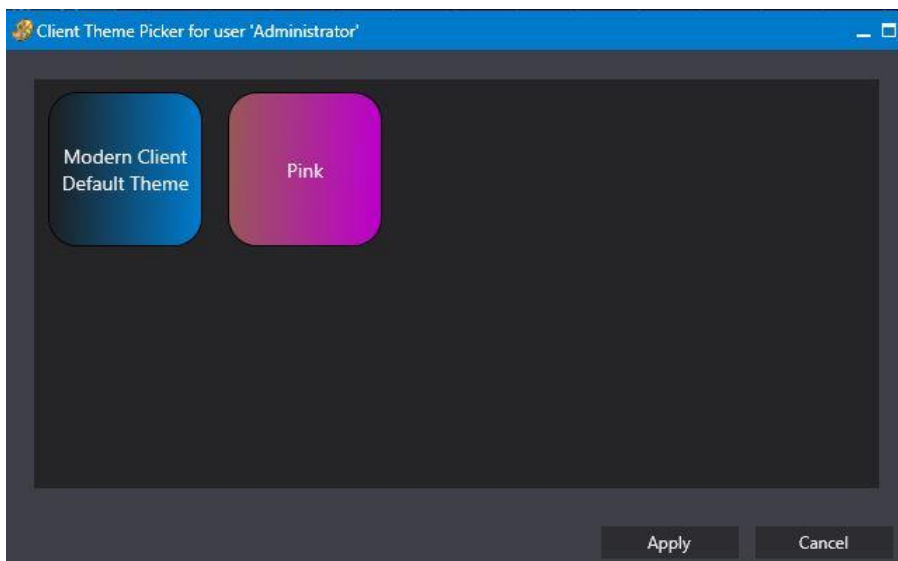 Client Theme Picker for user 'Administrator'
Modern Client
Default Theme
Pink
Apply
Cancel